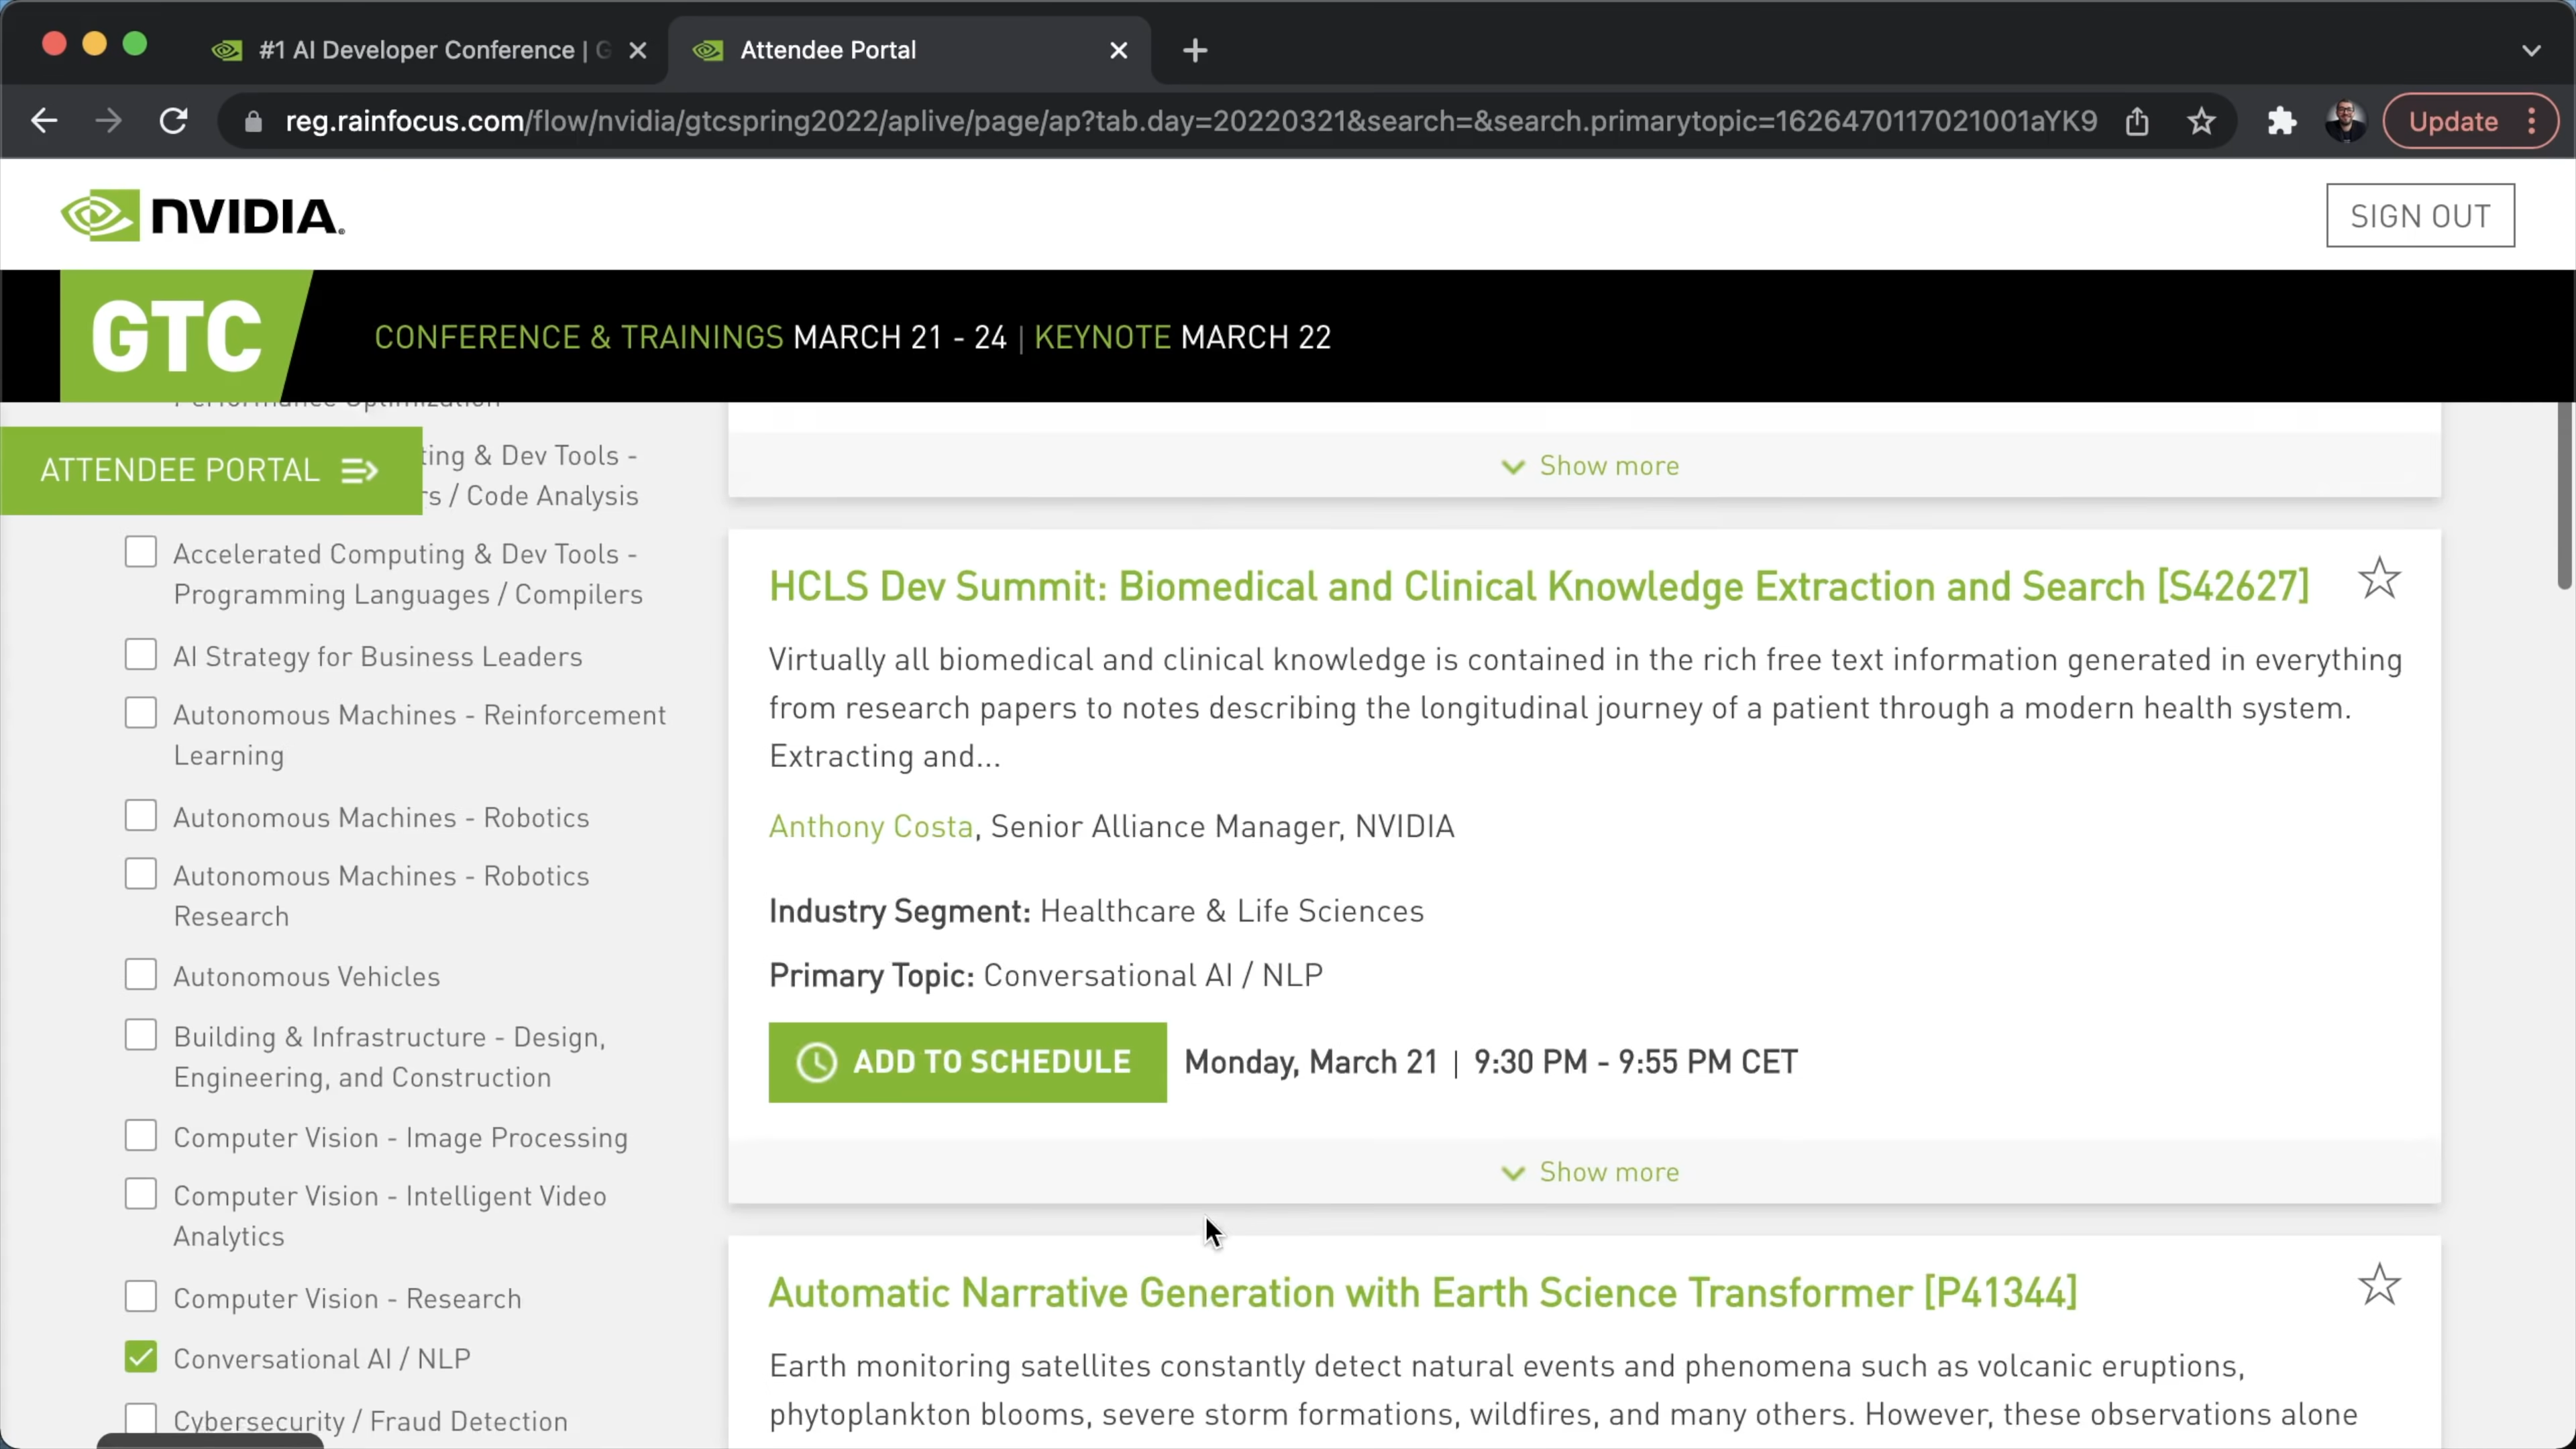 #1 AI Developer Conference | G
Attendee Portal
reg.rainfocus.com/flow/nvidia/gtcspring2022/aplive/page/ap?tab.day=20220321&search=&search.primarytopic=1626470117021001aYK9
Update
NVIDIA.
SIGN OUT
GTC
CONFERENCE & TRAININGS MARCH 21 - 24 | KEYNOTE MARCH 22
Performance Optimization
ATTENDEE PORTAL
ting & Dev Tools -
rs / Code Analysis
Accelerated Computing & Dev Tools -
Programming Languages / Compilers
AI Strategy for Business Leaders
Autonomous Machines - Reinforcement
Learning
Autonomous Machines - Robotics
Autonomous Machines - Robotics
Research
Autonomous Vehicles
Building & Infrastructure - Design,
Engineering, and Construction
Computer Vision - Image Processing
Computer Vision - Intelligent Video
Analytics
Computer Vision - Research
Conversational AI / NLP
Cybersecurity / Fraud Detection
Show more
HCLS Dev Summit: Biomedical and Clinical Knowledge Extraction and Search [S42627]
Virtually all biomedical and clinical knowledge is contained in the rich free text information generated in everything
from research papers to notes describing the longitudinal journey of a patient through a modern health system.
Extracting and...
Anthony Costa, Senior Alliance Manager, NVIDIA
Industry Segment: Healthcare & Life Sciences
Primary Topic: Conversational AI / NLP
ADD TO SCHEDULE
Monday, March 21 | 9:30 PM - 9:55 PM CET
Show more
Automatic Narrative Generation with Earth Science Transformer [P41344]
Earth monitoring satellites constantly detect natural events and phenomena such as volcanic eruptions,
phytoplankton blooms, severe storm formations, wildfires, and many others. However, these observations alone